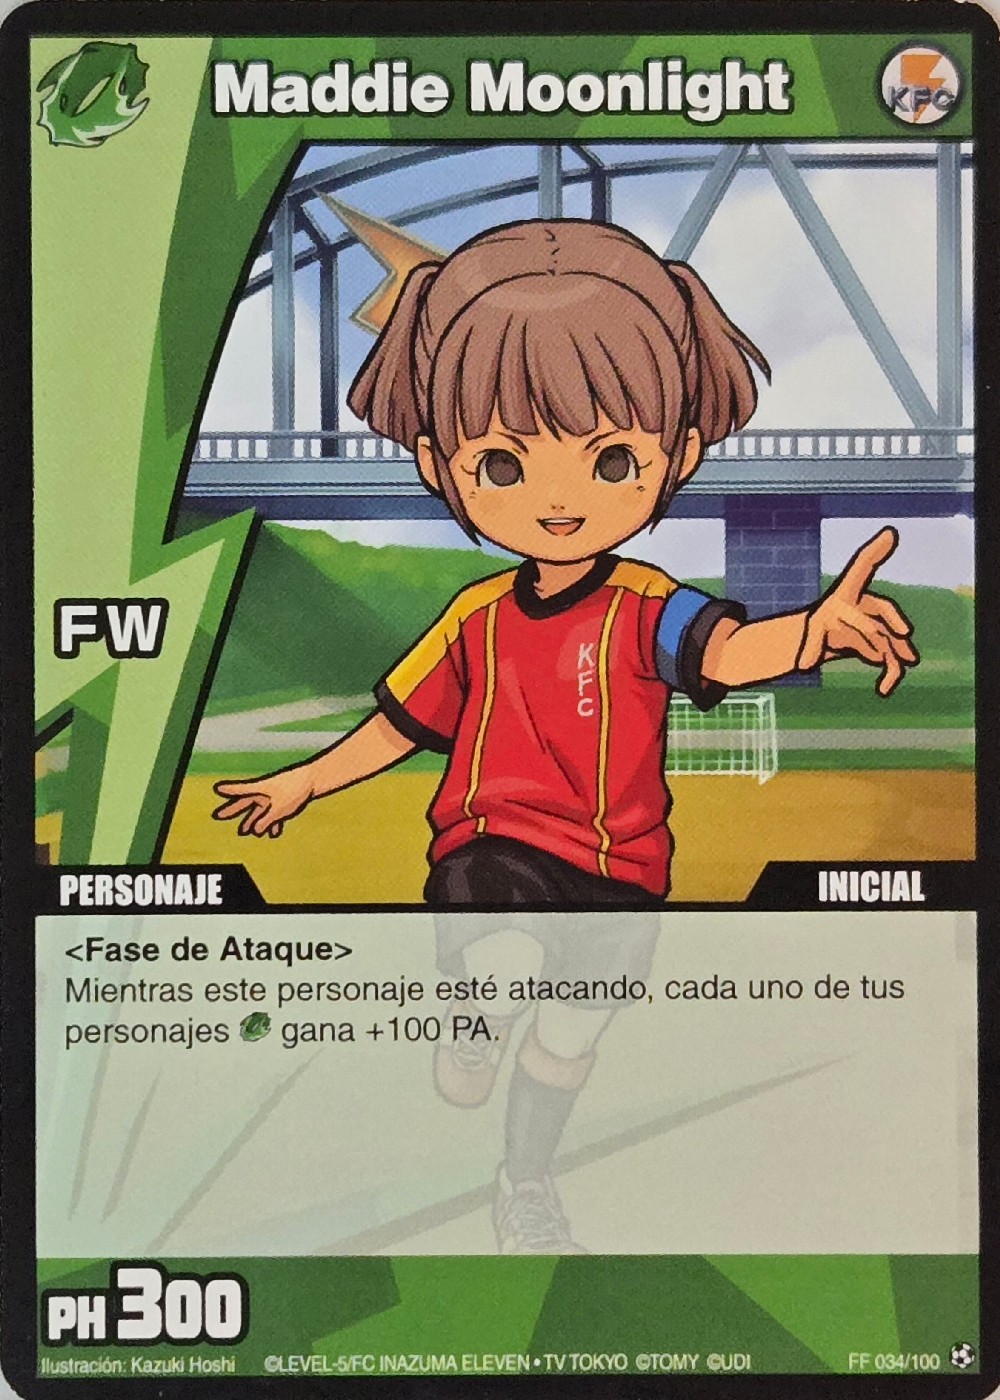 Maddie Moonlight
KFC
KFC
FW
PERSONAJE
INICIAL
<Fase de Ataque>
Mientras este personaje esté atacando, cada uno de tus
personajes gana +100 PA.
PH 300
Ilustración: Kazuki Hoshi ©LEVEL-5/FC INAZUMA ELEVEN • TV TOKYO ©TOMY ©UDI FF 034/100